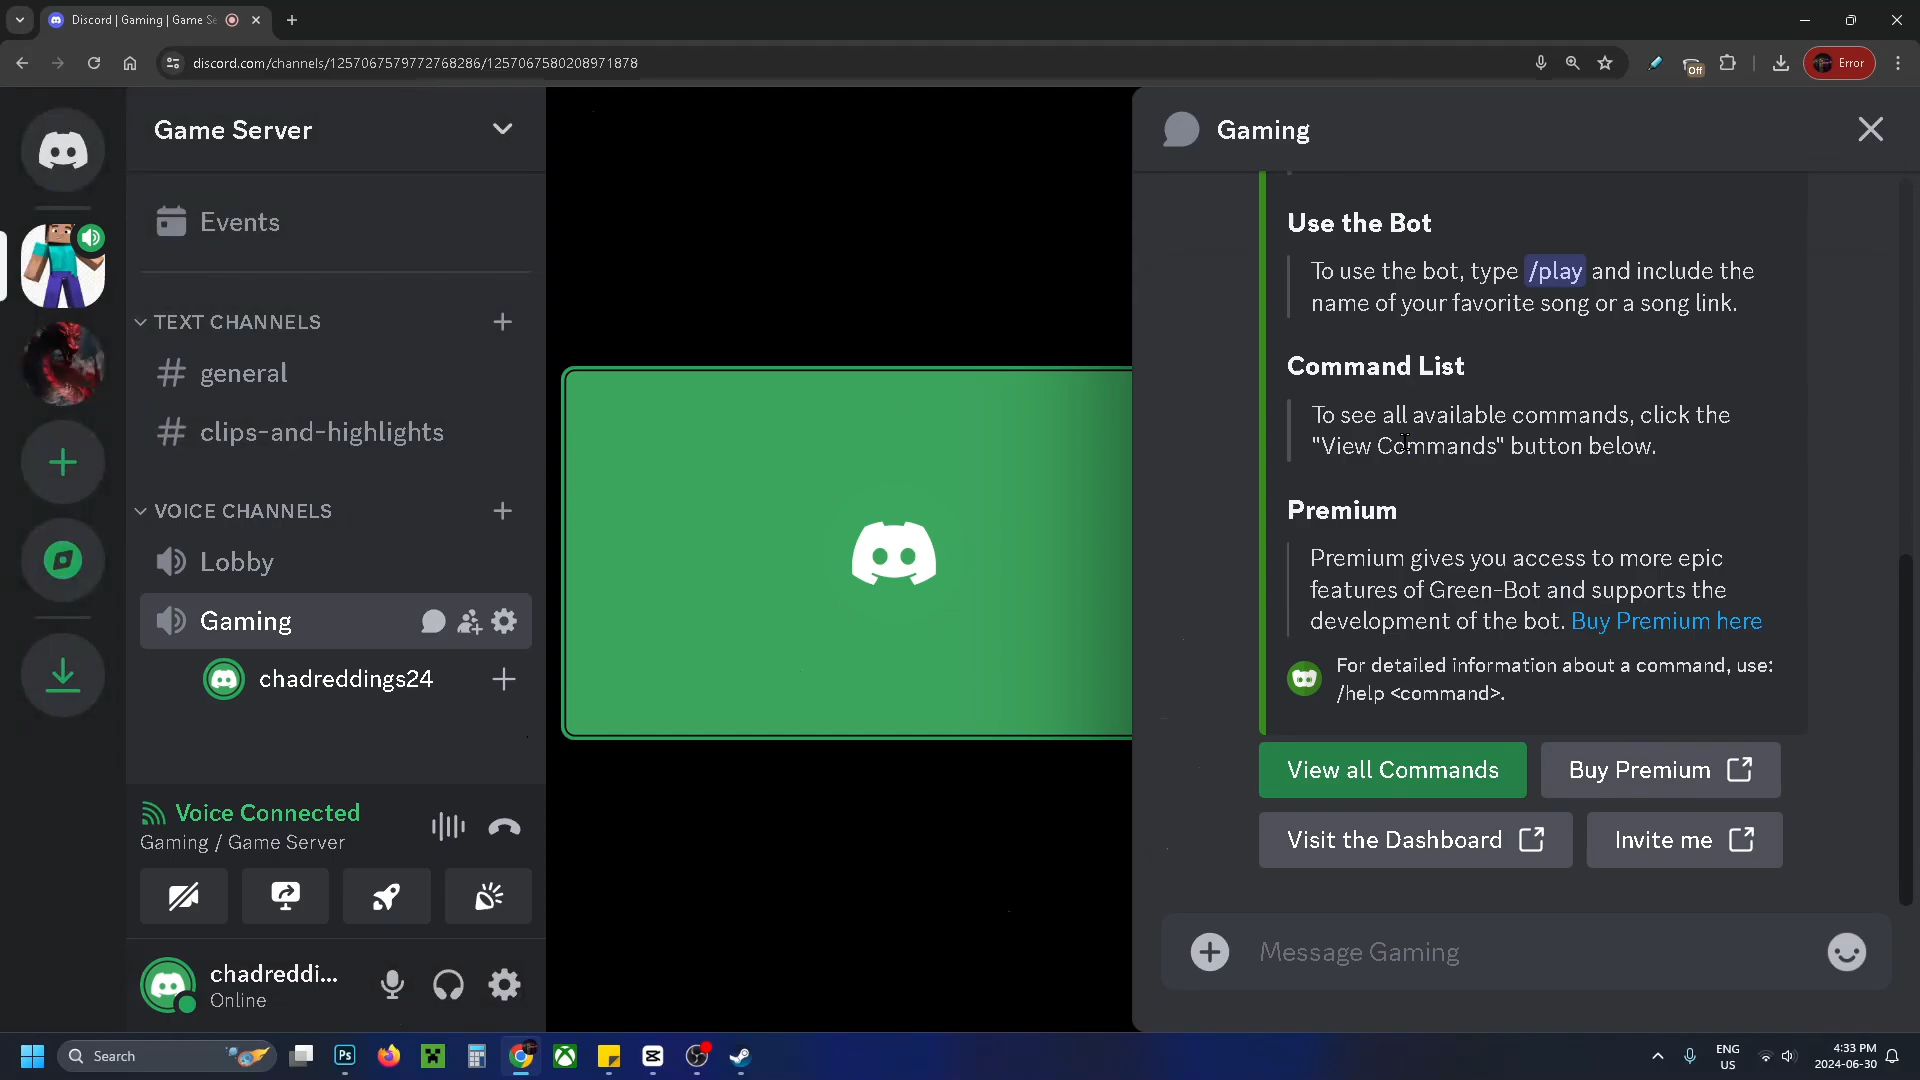 Discord | Gaming | Game Se
discord.com/channels/1257067579772768286/1257067580208971878
Off
Error
Game Server
Events
TEXT CHANNELS
general
clips-and-highlights
VOICE CHANNELS
Lobby
Gaming
chadreddings24
Voice Connected
Gaming / Game Server
chadreddi...
Online
Gaming
Use the Bot
To use the bot, type /play and include the
name of your favorite song or a song link.
Command List
To see all available commands, click the
"View Commands" button below.
Premium
Premium gives you access to more epic
features of Green-Bot and supports the
development of the bot. Buy Premium here
For detailed information about a command, use:
/help <command>.
View all Commands
Buy Premium
Visit the Dashboard
Invite me
Message Gaming
Search
Ps
ENG
US
4:33 PM
2024-06-30